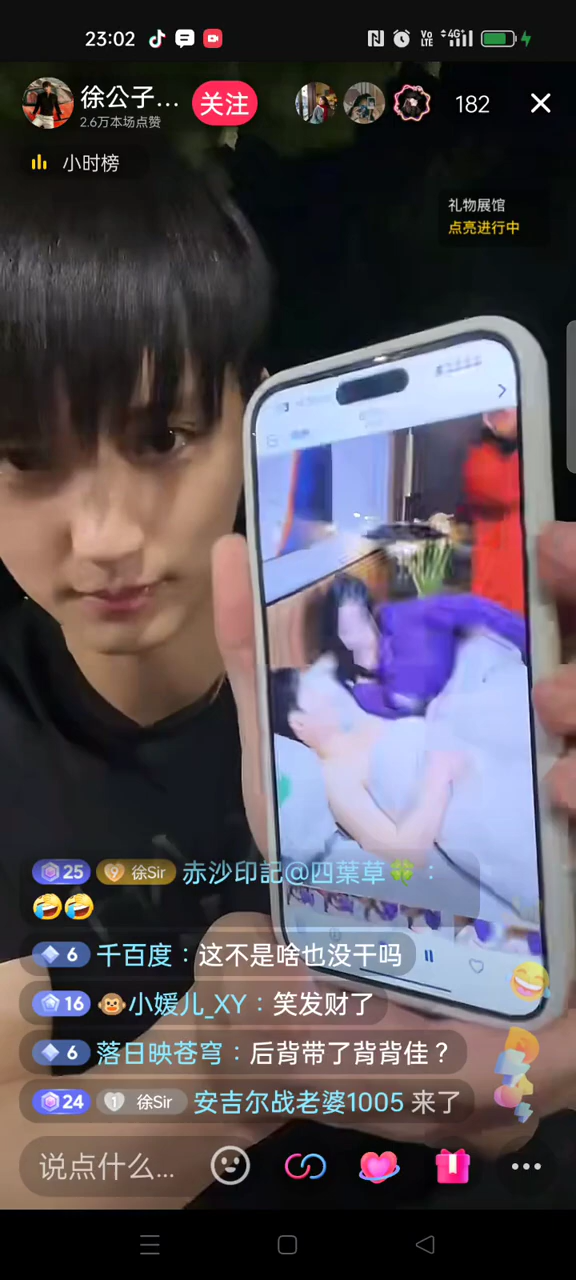 23:02
VoLTE 4G+
徐公子... 关注 182
2.6万本场点赞
小时榜
礼物展馆
点亮进行中
25 9 徐Sir 赤沙印記@四葉草🍀：
🤣🤣
6 千百度：这不是啥也没干吗
16 🐵小媛儿_XY：笑发财了
6 落日映苍穹：后背带了背背佳？
24 1 徐Sir 安吉尔战老婆1005 来了
说点什么...